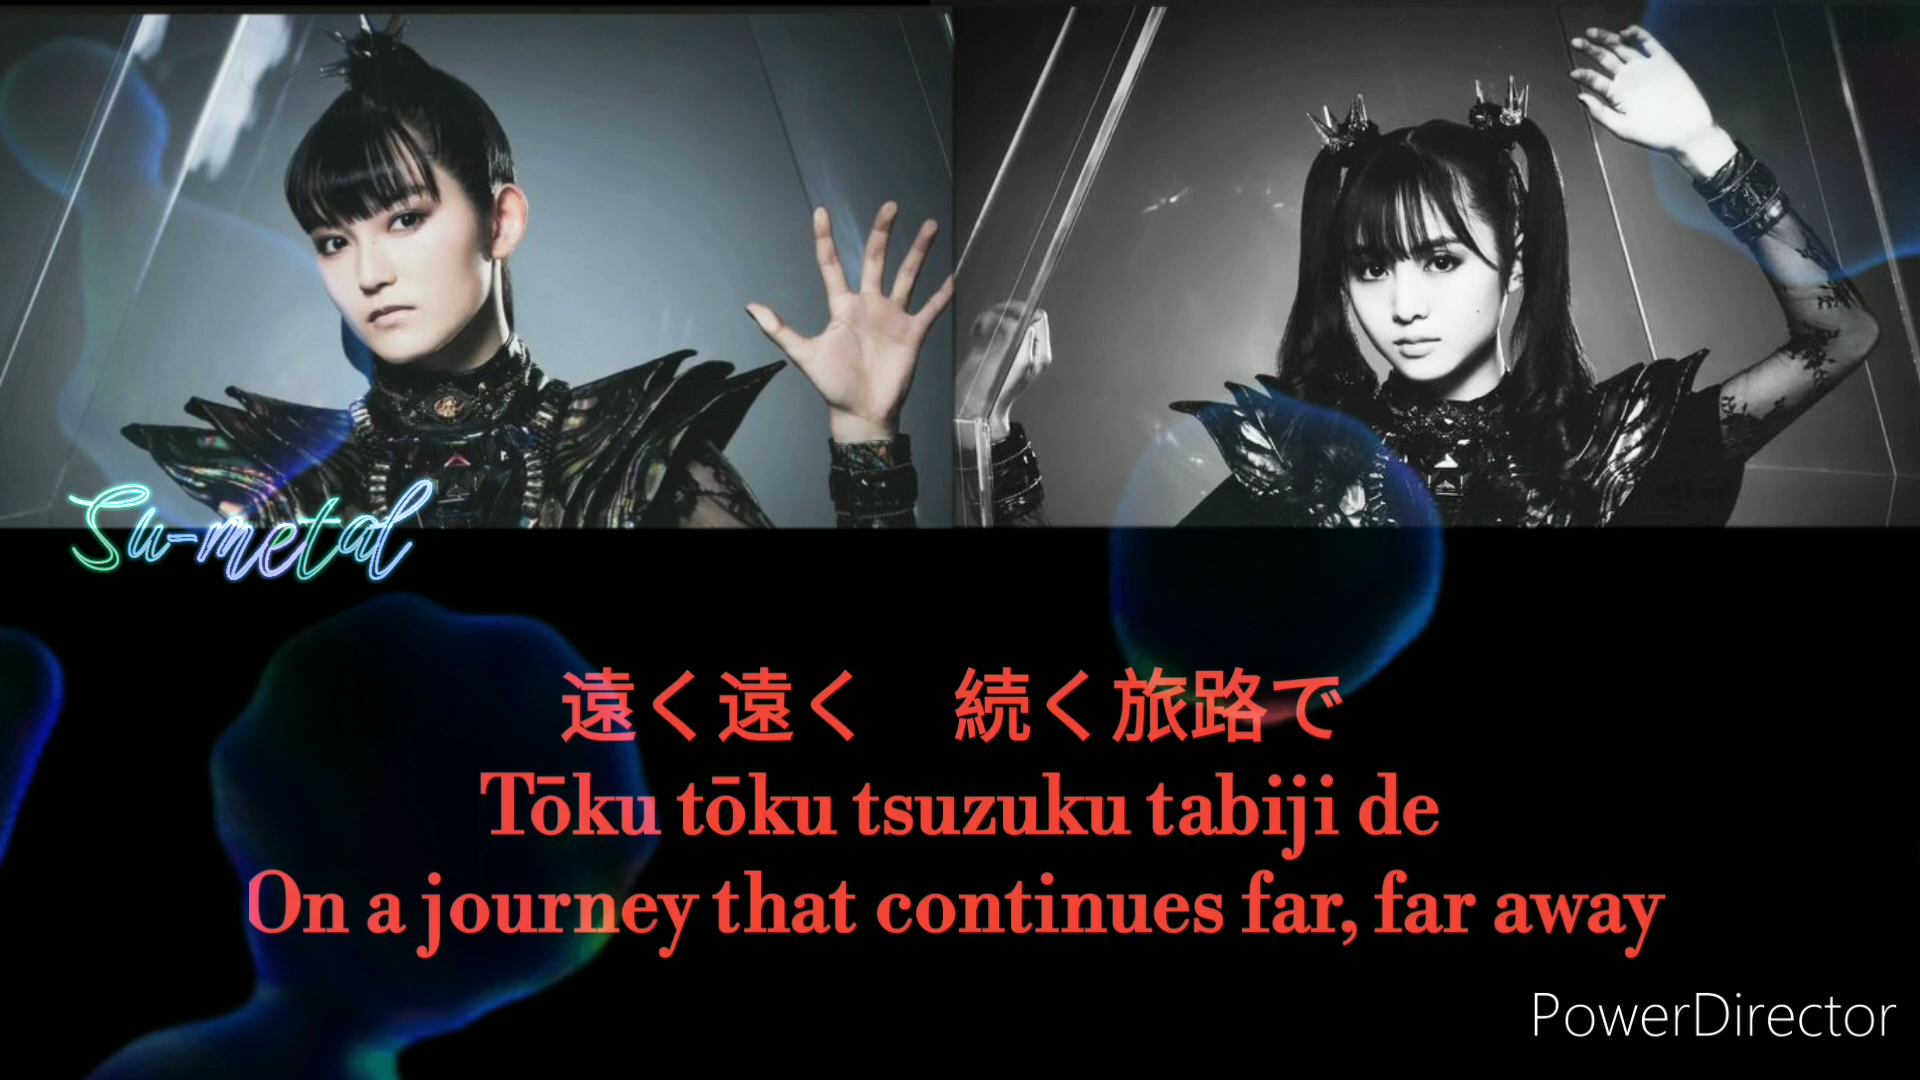 Su-metal
遠く遠く　続く旅路で
Tōku tōku tsuzuku tabiji de
On a journey that continues far, far away
PowerDirector